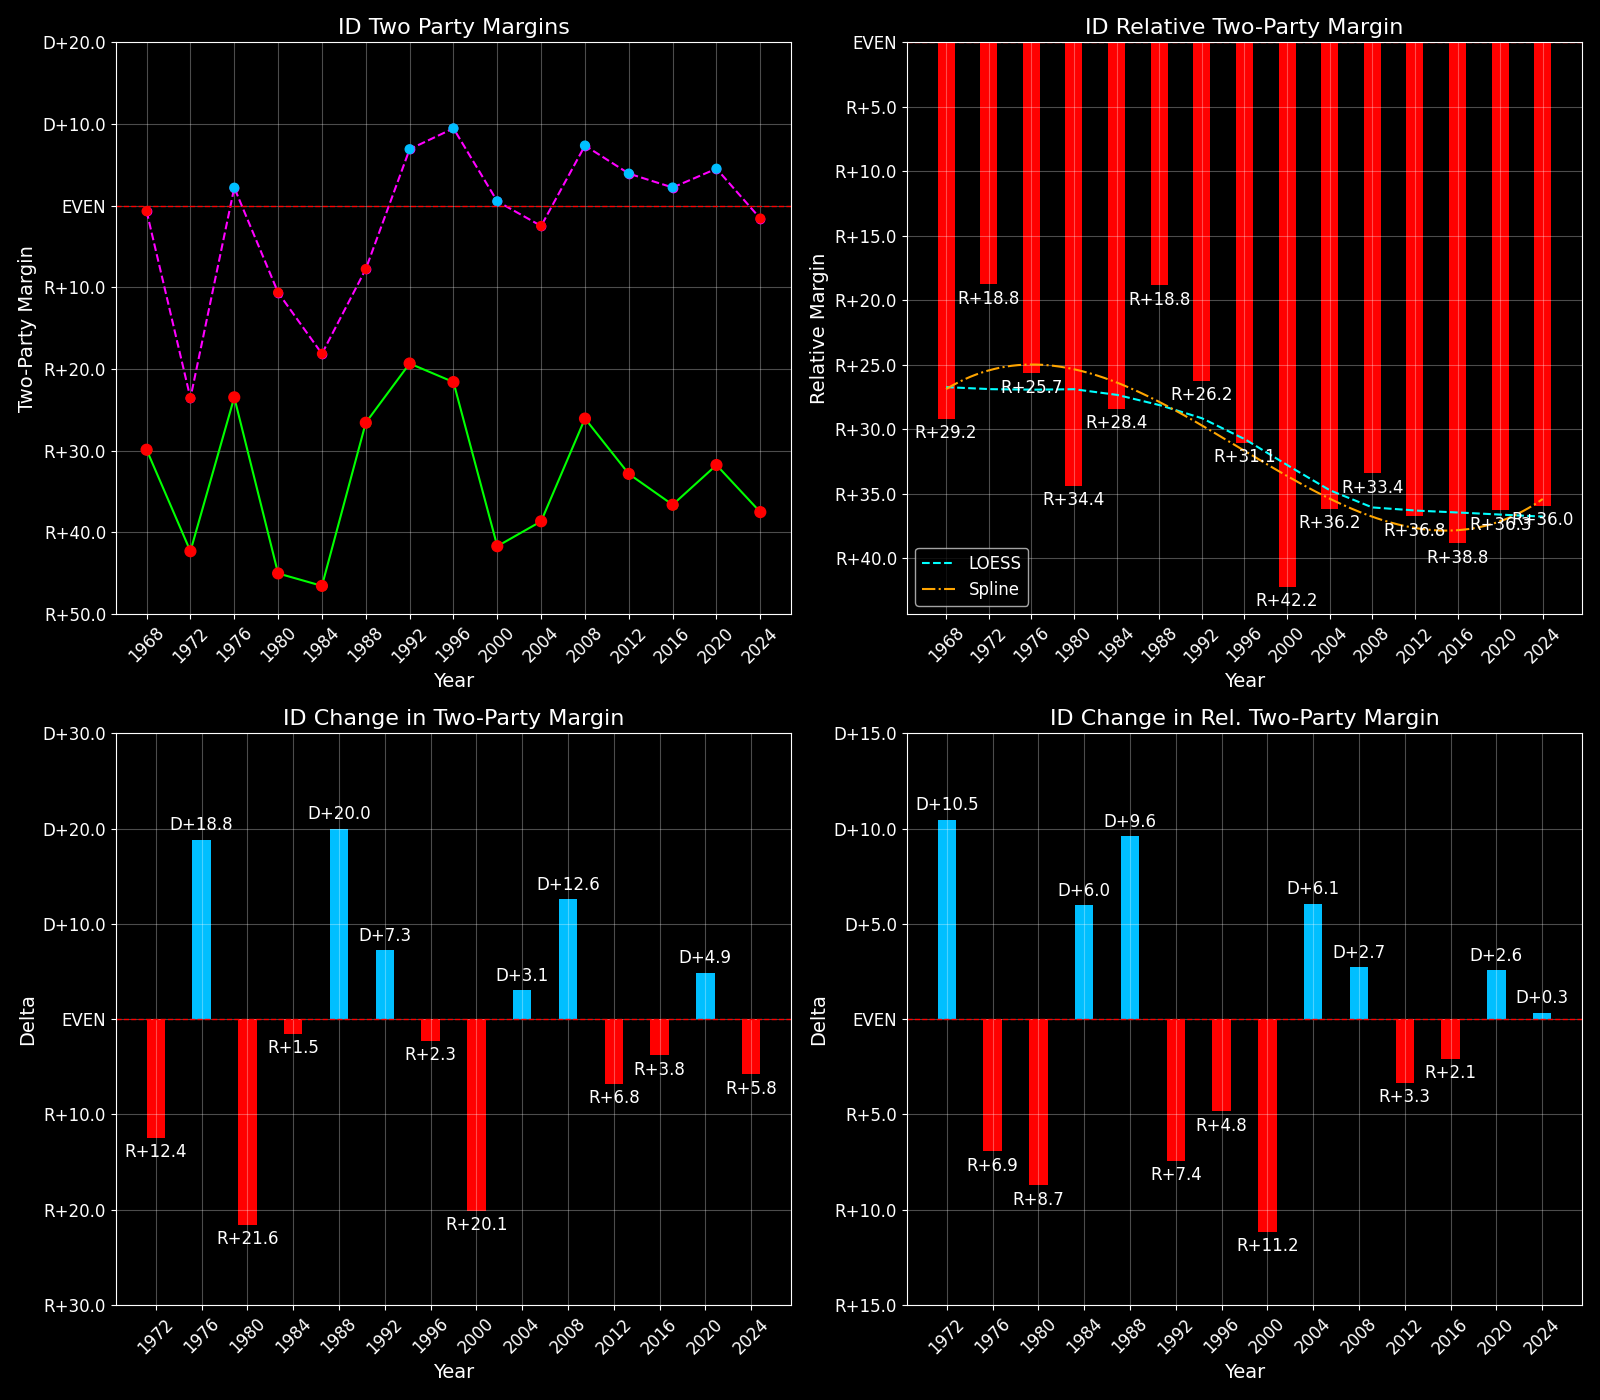 ID Two Party Margins
D+20.0
D+10.0
EVEN
R+10.0
R+20.0
R+30.0
R+40.0
R+50.0
Two-Party Margin
1968 1972 1976 1980 1984 1988 1992 1996 2000 2004 2008 2012 2016 2020 2024
Year
ID Relative Two-Party Margin
EVEN
R+5.0
R+10.0
R+15.0
R+20.0
R+25.0
R+30.0
R+35.0
R+40.0
Relative Margin
R+29.2
R+18.8
R+25.7
R+34.4
R+28.4
R+18.8
R+26.2
R+31.1
R+42.2
R+36.2
R+33.4
R+36.8
R+38.8
R+36.3
R+36.0
LOESS
Spline
1968 1972 1976 1980 1984 1988 1992 1996 2000 2004 2008 2012 2016 2020 2024
Year
ID Change in Two-Party Margin
D+30.0
D+20.0
D+10.0
EVEN
R+10.0
R+20.0
R+30.0
Delta
R+12.4
D+18.8
R+21.6
R+1.5
D+20.0
D+7.3
R+2.3
R+20.1
D+3.1
D+12.6
R+6.8
R+3.8
D+4.9
R+5.8
1972 1976 1980 1984 1988 1992 1996 2000 2004 2008 2012 2016 2020 2024
Year
ID Change in Rel. Two-Party Margin
D+15.0
D+10.0
D+5.0
EVEN
R+5.0
R+10.0
R+15.0
Delta
D+10.5
R+6.9
R+8.7
D+6.0
D+9.6
R+7.4
R+4.8
R+11.2
D+6.1
D+2.7
R+3.3
R+2.1
D+2.6
D+0.3
1972 1976 1980 1984 1988 1992 1996 2000 2004 2008 2012 2016 2020 2024
Year